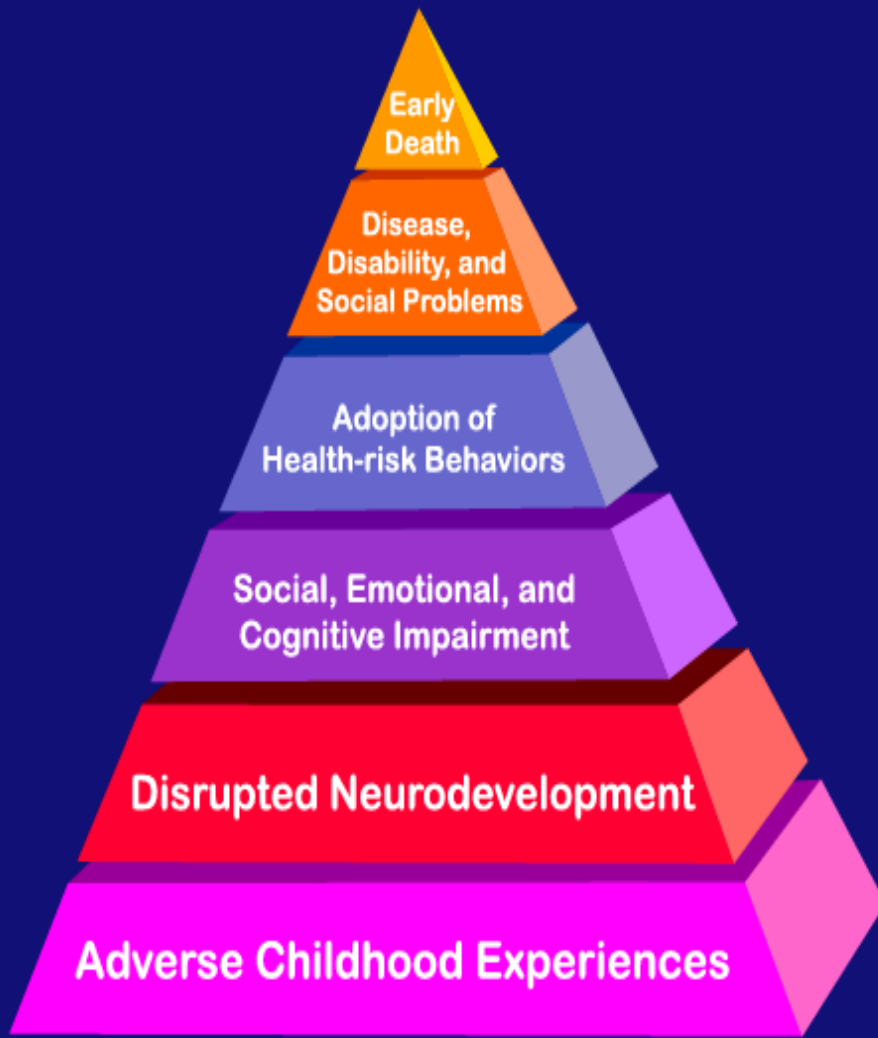 Early
Death
Disease,
Disability, and
Social Problems
Adoption of
Health-risk Behaviors
Social, Emotional, and
Cognitive Impairment
Disrupted Neurodevelopment
Adverse Childhood Experiences